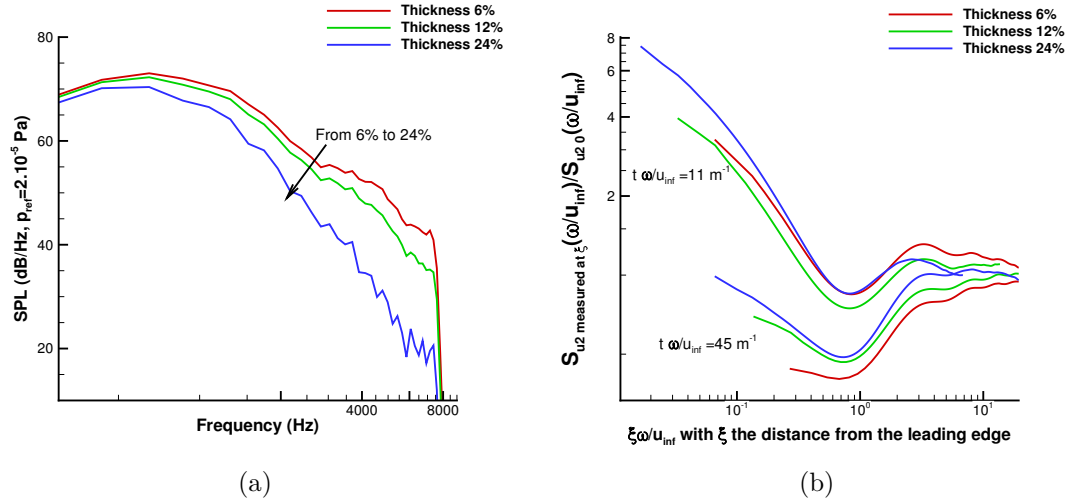 Thickness 6%
Thickness 12%
Thickness 24%
80
60
40
20
SPL (dB/Hz, p_ref=2.10^-5 Pa)
From 6% to 24%
4000 8000
Frequency (Hz)
(a)
Thickness 6%
Thickness 12%
Thickness 24%
8
6
4
2
S_u2 measured at ξ(ω/u_inf)/S_u2 0(ω/u_inf)
t ω/u_inf =11 m^-1
t ω/u_inf =45 m^-1
10^-1 10^0 10^1
ξω/u_inf with ξ the distance from the leading edge
(b)